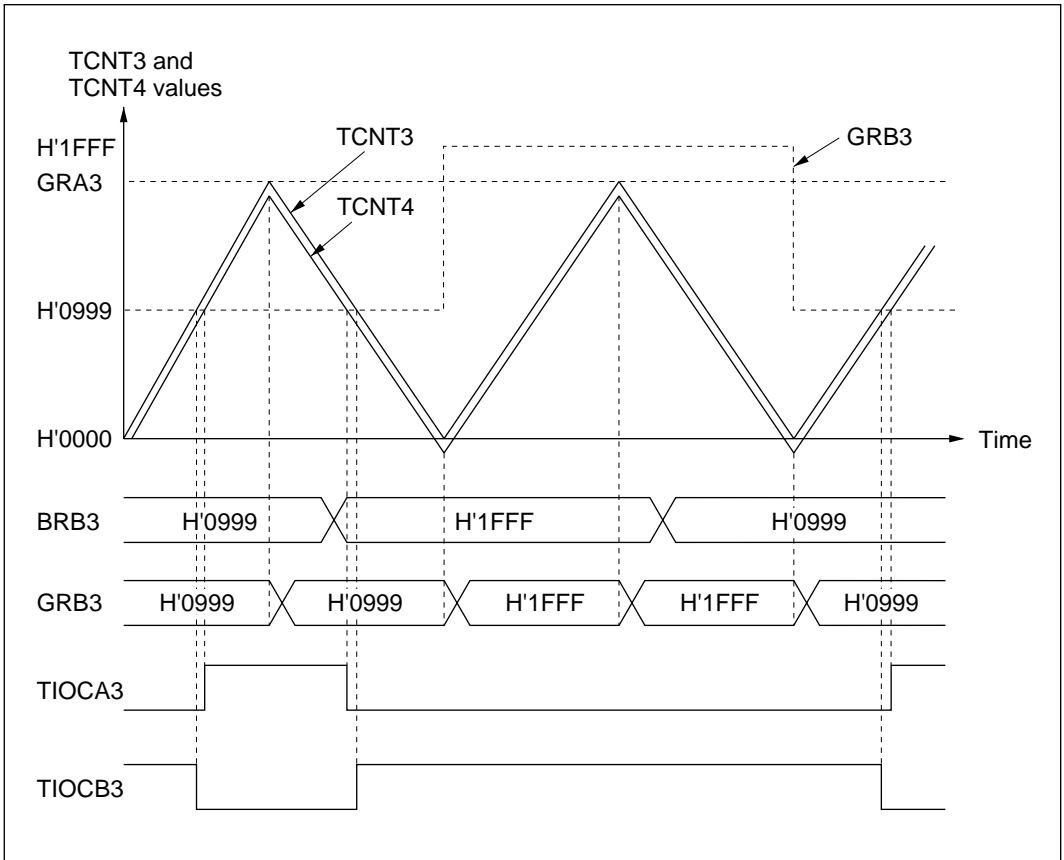 TCNT3 and
TCNT4 values
H'1FFF
GRA3
H'0999
H'0000
TCNT3
TCNT4
GRB3
Time
BRB3
H'0999
H'1FFF
H'0999
GRB3
H'0999
H'0999
H'1FFF
H'1FFF
H'0999
TIOCA3
TIOCB3